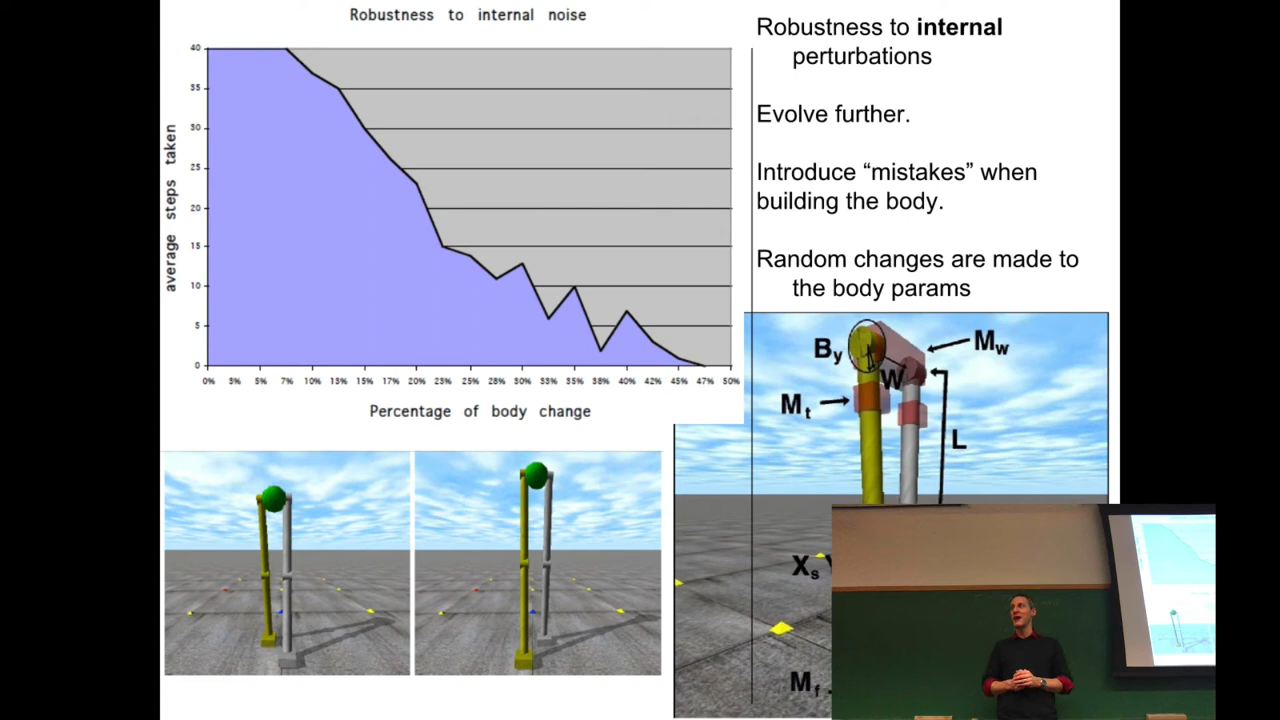 Robustness to internal noise
40
35
30
25
20
15
10
5
0
average steps taken
0% 5% 5% 7% 10% 13% 15% 17% 20% 23% 25% 28% 30% 33% 35% 38% 40% 42% 45% 47% 50%
Percentage of body change
Robustness to internal
perturbations
Evolve further.
Introduce “mistakes” when
building the body.
Random changes are made to
the body params
By
Mw
W
Mt
L
Xs
Mf